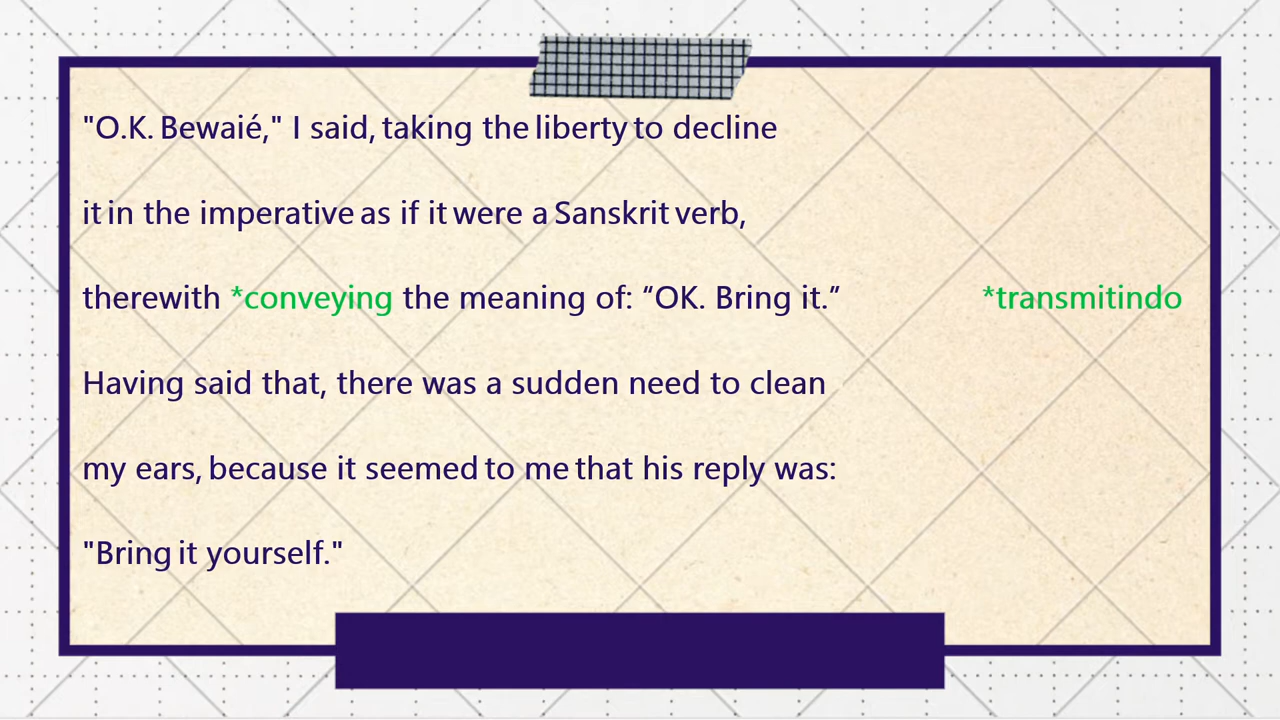 "O.K. Bewaié," I said, taking the liberty to decline
it in the imperative as if it were a Sanskrit verb,
therewith *conveying the meaning of: “OK. Bring it.” *transmitindo
Having said that, there was a sudden need to clean
my ears, because it seemed to me that his reply was:
"Bring it yourself."